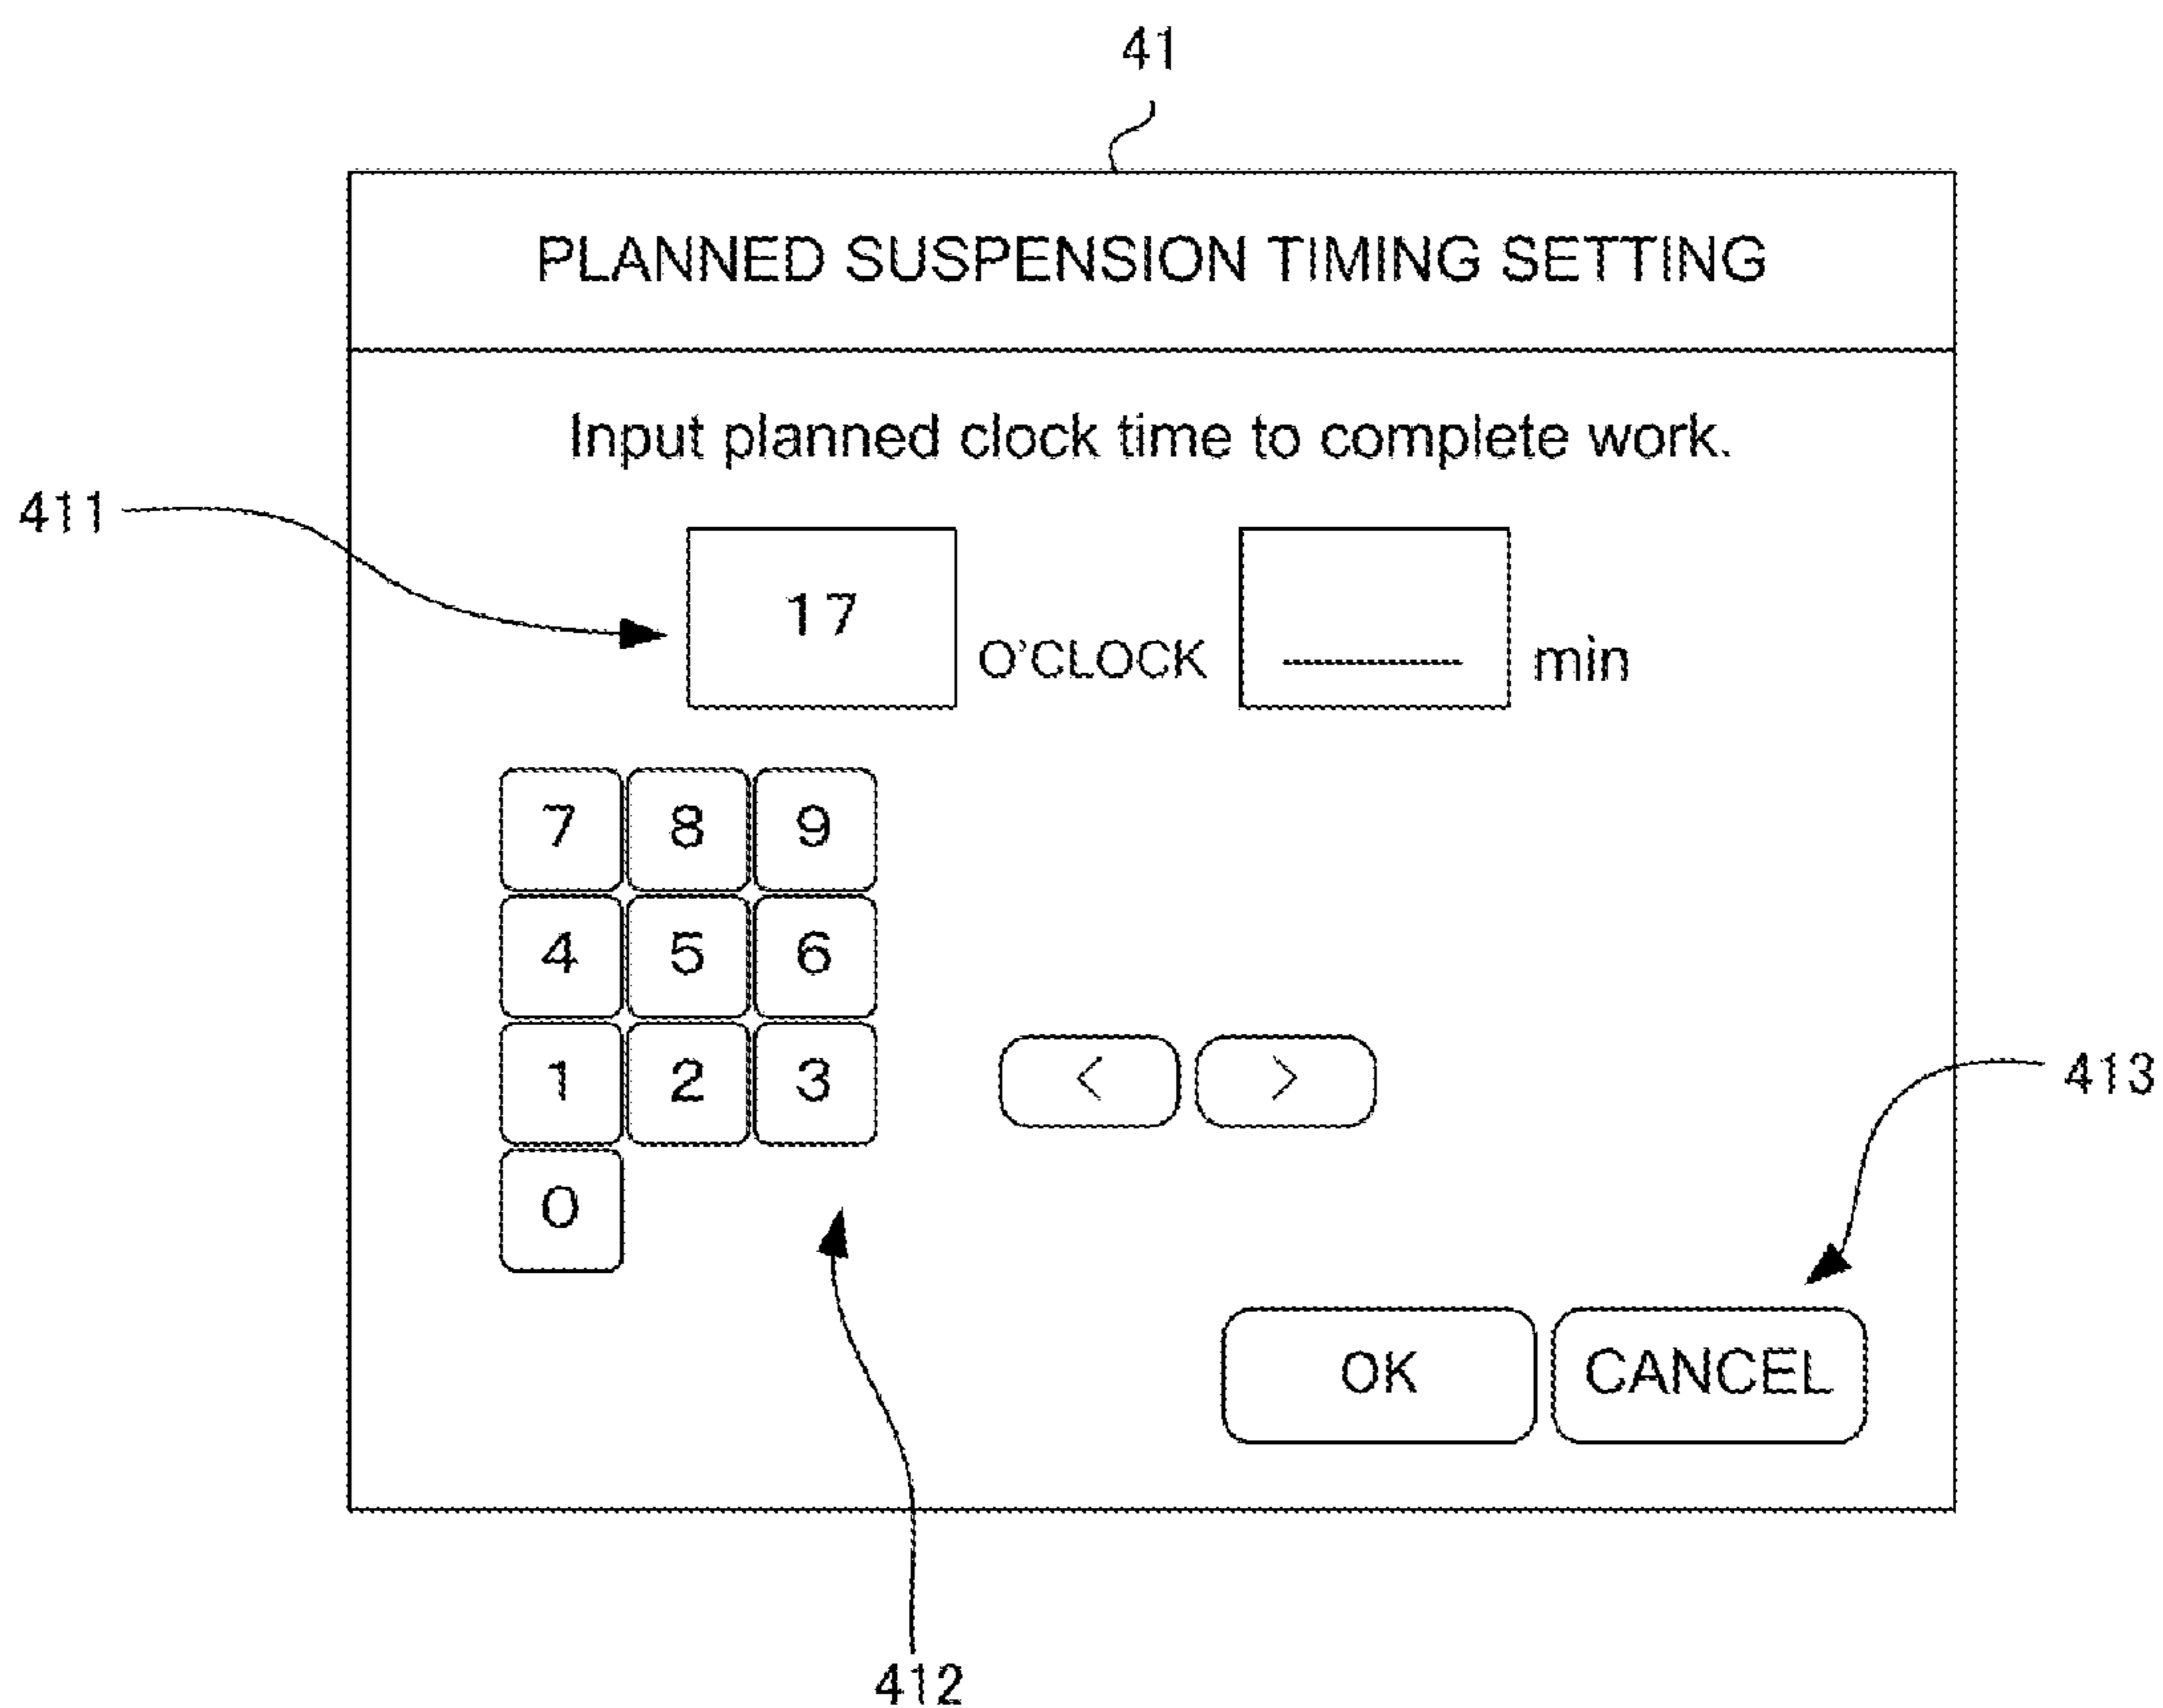 41
PLANNED SUSPENSION TIMING SETTING
Input planned clock time to complete work.
411
17 O'CLOCK min
7 8 9
4 5 6
1 2 3 < >
413
0
OK CANCEL
412